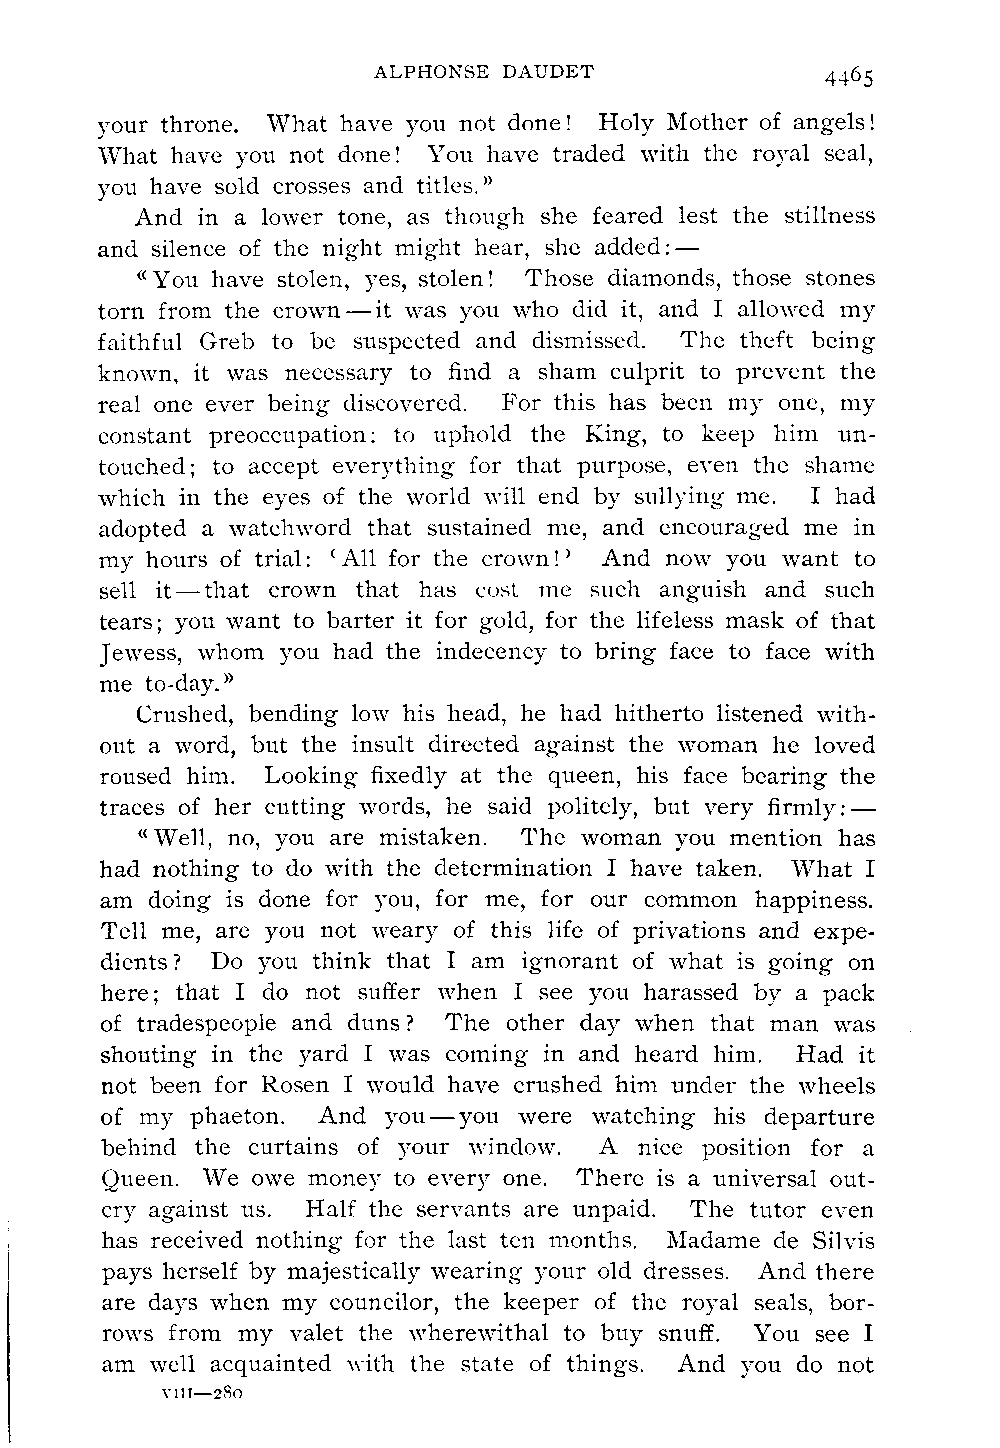 ALPHONSE DAUDET 4465
your throne. What have you not done! Holy Mother of angels!
What have you not done! You have traded with the royal seal,
you have sold crosses and titles.»
And in a lower tone, as though she feared lest the stillness
and silence of the night might hear, she added:—
«You have stolen, yes, stolen! Those diamonds, those stones
torn from the crown—it was you who did it, and I allowed my
faithful Greb to be suspected and dismissed. The theft being
known, it was necessary to find a sham culprit to prevent the
real one ever being discovered. For this has been my one, my
constant preoccupation: to uphold the King, to keep him un-
touched; to accept everything for that purpose, even the shame
which in the eyes of the world will end by sullying me. I had
adopted a watchword that sustained me, and encouraged me in
my hours of trial: ‹All for the crown!› And now you want to
sell it—that crown that has cost me such anguish and such
tears; you want to barter it for gold, for the lifeless mask of that
Jewess, whom you had the indecency to bring face to face with
me to-day.»
Crushed, bending low his head, he had hitherto listened with-
out a word, but the insult directed against the woman he loved
roused him. Looking fixedly at the queen, his face bearing the
traces of her cutting words, he said politely, but very firmly:—
«Well, no, you are mistaken. The woman you mention has
had nothing to do with the determination I have taken. What I
am doing is done for you, for me, for our common happiness.
Tell me, are you not weary of this life of privations and expe-
dients? Do you think that I am ignorant of what is going on
here; that I do not suffer when I see you harassed by a pack
of tradespeople and duns? The other day when that man was
shouting in the yard I was coming in and heard him. Had it
not been for Rosen I would have crushed him under the wheels
of my phaeton. And you—you were watching his departure
behind the curtains of your window. A nice position for a
Queen. We owe money to every one. There is a universal out-
cry against us. Half the servants are unpaid. The tutor even
has received nothing for the last ten months. Madame de Silvis
pays herself by majestically wearing your old dresses. And there
are days when my councilor, the keeper of the royal seals, bor-
rows from my valet the wherewithal to buy snuff. You see I
am well acquainted with the state of things. And you do not
VIII—280